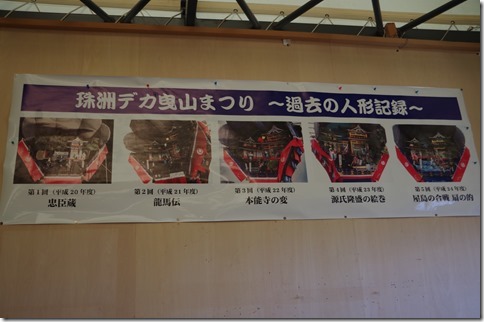 珠洲デカ曳山まつり ～過去の人形記録～
第1回（平成20年度）
忠臣蔵
第2回（平成21年度）
龍馬伝
第3回（平成22年度）
本能寺の変
第4回（平成23年度）
源氏隆盛の絵巻
第5回（平成24年度）
屋島の合戦 扇の的